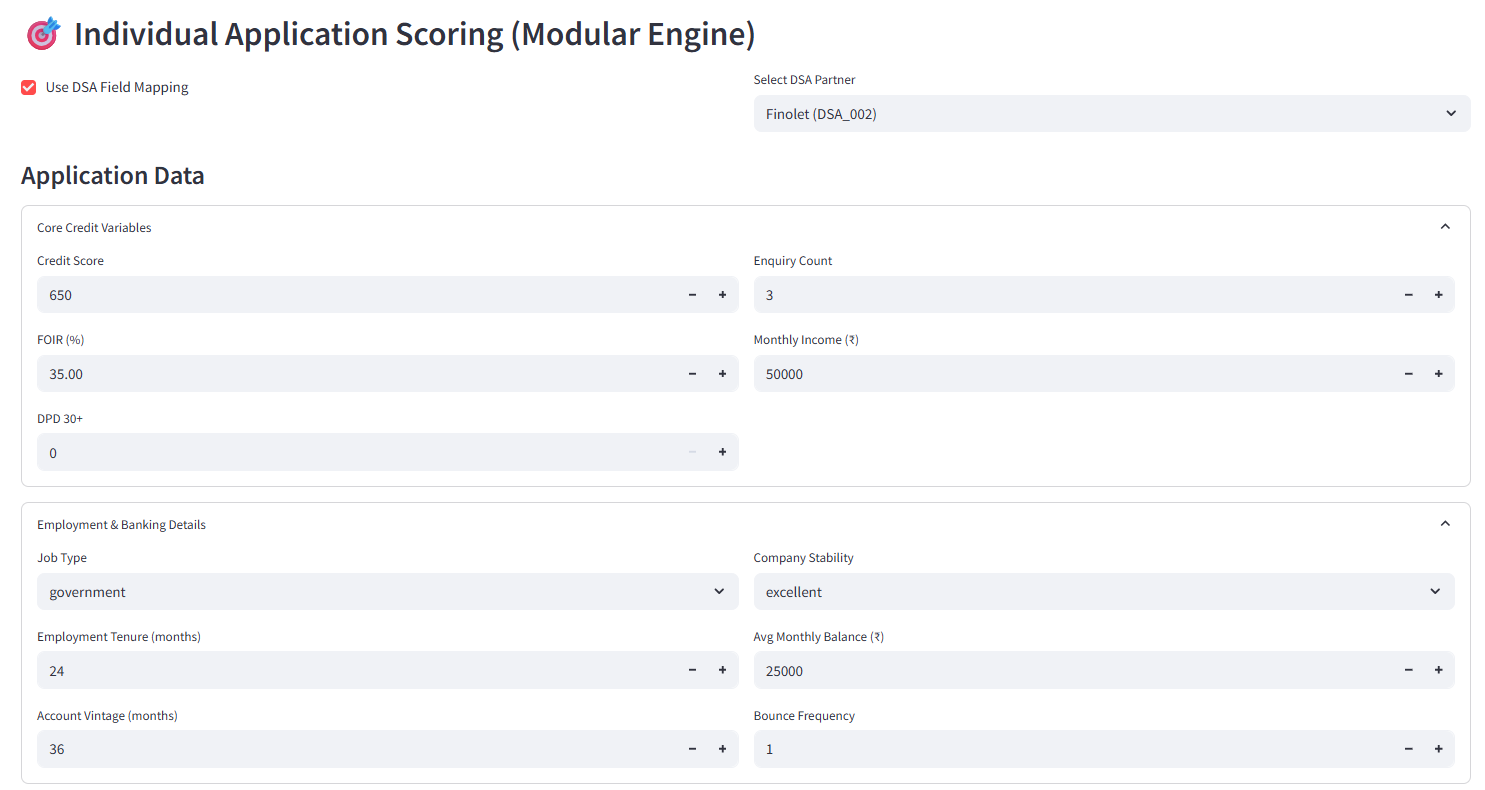 Individual Application Scoring (Modular Engine)
Use DSA Field Mapping
Select DSA Partner
Finolet (DSA_002)
Application Data
Core Credit Variables
Credit Score
Enquiry Count
650
3
FOIR (%)
Monthly Income (₹)
35.00
50000
DPD 30+
0
Employment & Banking Details
Job Type
Company Stability
government
excellent
Employment Tenure (months)
Avg Monthly Balance (₹)
24
25000
Account Vintage (months)
Bounce Frequency
36
1